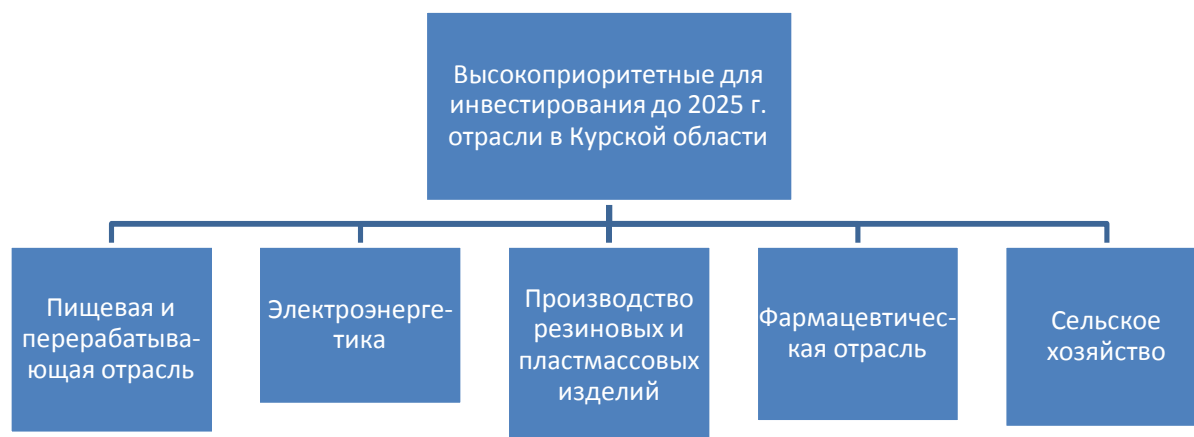 Высокоприоритетные для
инвестирования до 2025 г.
отрасли в Курской области
Пищевая и
перерабатыва-
ющая отрасль
Электроэнерге-
тика
Производство
резиновых и
пластмассовых
изделий
Фармацевтичес-
кая отрасль
Сельское
хозяйство